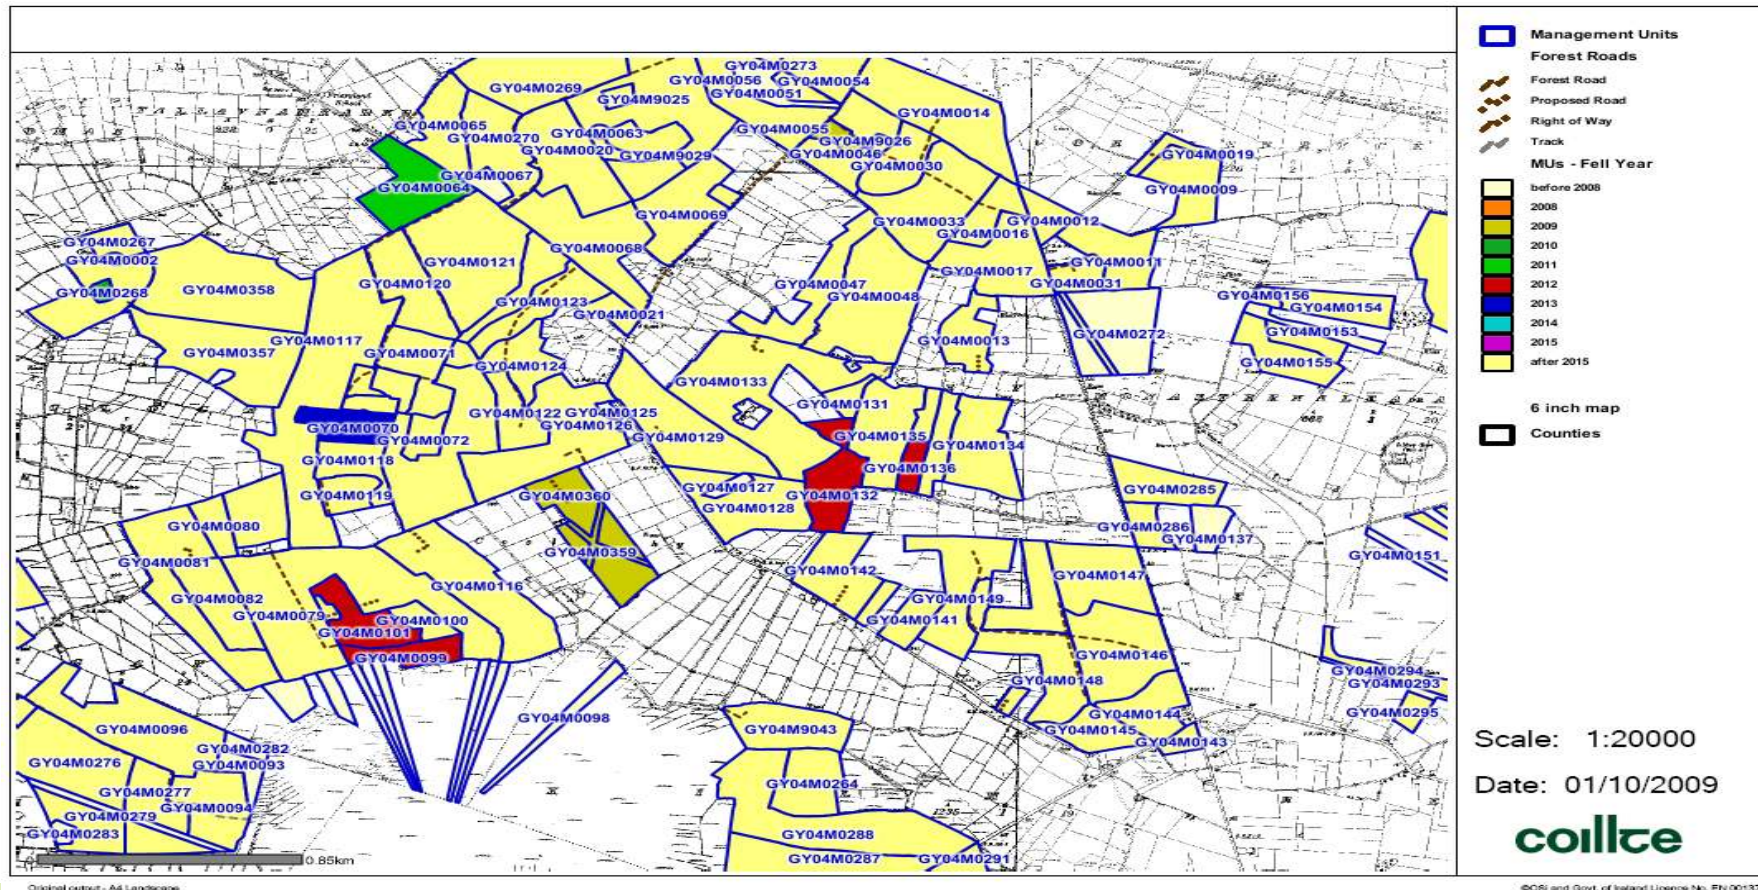 GY04M0273
GY04M0056 GY04M0054
GY04M0269 GY04M0051
GY04M9025
GY04M0014
GY04M0065
GY04M0270 GY04M0063 GY04M0055
GY04M0020 GY04M9026
GY04M9029 GY04M0046
GY04M0030
GY04M0019
GY04M0067
GY04M0064
GY04M0009
GY04M0069
GY04M0033 GY04M0012
GY04M0016
GY04M0267
GY04M0002
GY04M0068
GY04M0121
GY04M0011
GY04M0017
GY04M0120
GY04M0047 GY04M0031
GY04M0268 GY04M0358
GY04M0048
GY04M0156
GY04M0154
GY04M0123
GY04M0021
GY04M0272 GY04M0153
GY04M0117
GY04M0013
GY04M0357 GY04M0071
GY04M0124
GY04M0155
GY04M0133
GY04M0131
GY04M0122 GY04M0125
GY04M0070 GY04M0126
GY04M0072 GY04M0129
GY04M0135 GY04M0134
GY04M0118
GY04M0136
GY04M0119 GY04M0360
GY04M0127 GY04M0132
GY04M0128
GY04M0285
GY04M0080
GY04M0286
GY04M0137
GY04M0359
GY04M0151
GY04M0081
GY04M0142
GY04M0147
GY04M0116
GY04M0082
GY04M0149
GY04M0079
GY04M0100
GY04M0141
GY04M0101
GY04M0099
GY04M0146
GY04M0294
GY04M0148
GY04M0293
GY04M0098
GY04M0144
GY04M0295
GY04M0096
GY04M9043
GY04M0145
GY04M0143
GY04M0282
GY04M0276 GY04M0093
GY04M0264
GY04M0277
GY04M0094
GY04M0279
GY04M0283
GY04M0288
GY04M0287 GY04M0291
0.85km
Management Units
Forest Roads
Forest Road
Proposed Road
Right of Way
Track
MUs - Fell Year
before 2008
2008
2009
2010
2011
2012
2013
2014
2015
after 2015
6 inch map
Counties
Scale: 1:20000
Date: 01/10/2009
coillte
Original output - A4 Landscape